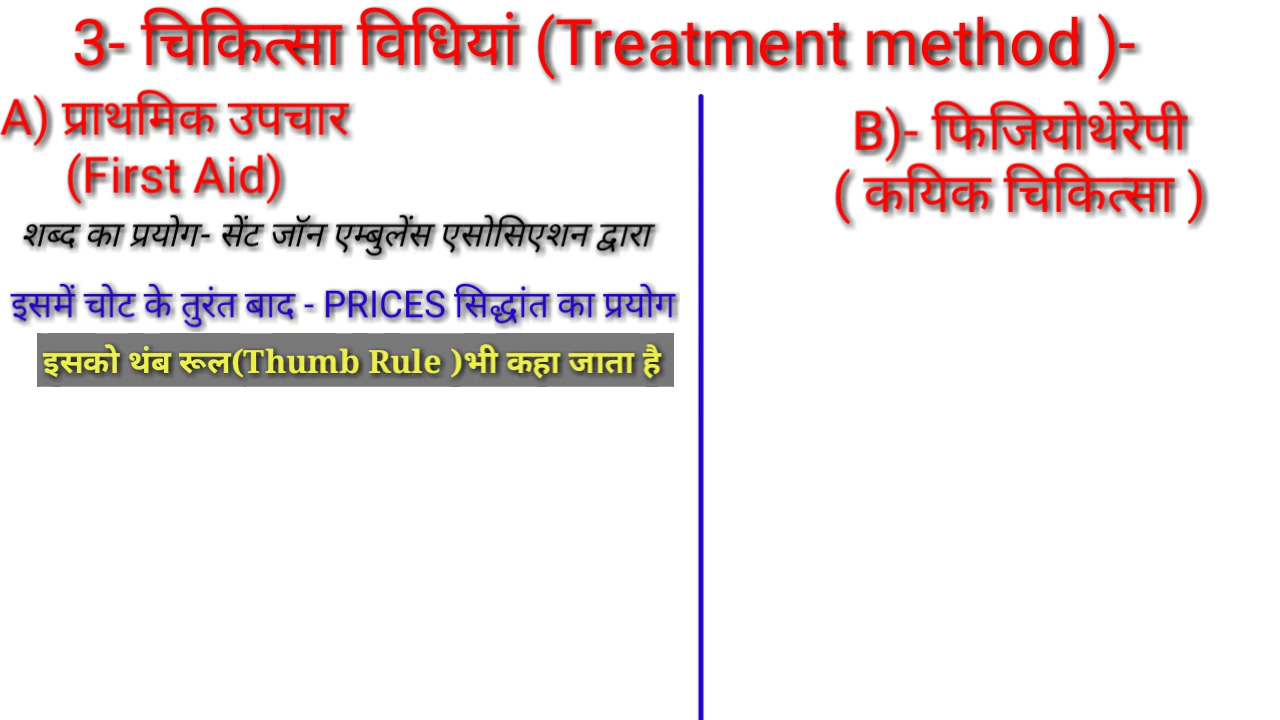 3- चिकित्सा विधियां (Treatment method )-
A) प्राथमिक उपचार
(First Aid)
शब्द का प्रयोग- सेंट जॉन एम्बुलेंस एसोसिएशन द्वारा
इसमें चोट के तुरंत बाद - PRICES सिद्धांत का प्रयोग
इसको थंब रूल(Thumb Rule )भी कहा जाता है
B)- फिजियोथेरेपी
( कयिक चिकित्सा )